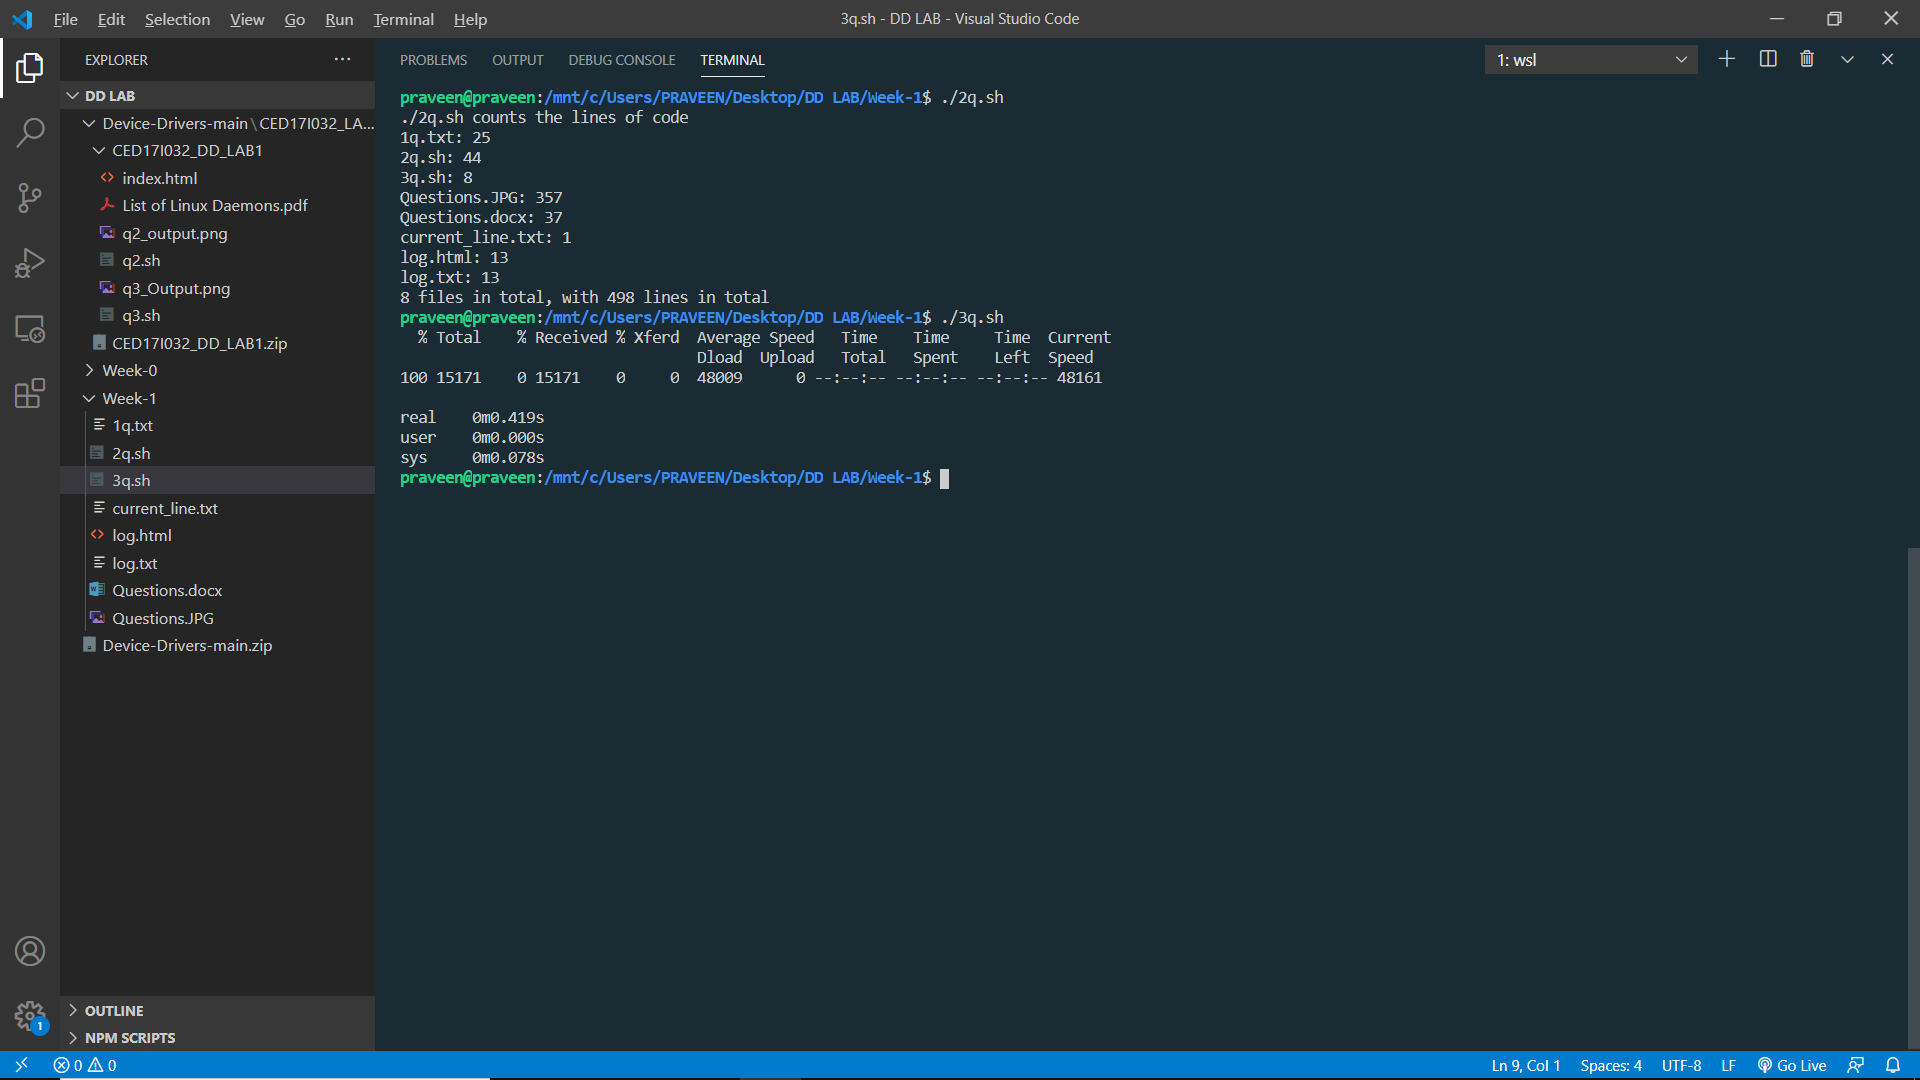 File Edit Selection View Go Run Terminal Help
3q.sh - DD LAB - Visual Studio Code
EXPLORER
DD LAB
Device-Drivers-main\CED17I032_LA...
CED17I032_DD_LAB1
index.html
List of Linux Daemons.pdf
q2_output.png
q2.sh
q3_Output.png
q3.sh
CED17I032_DD_LAB1.zip
Week-0
Week-1
1q.txt
2q.sh
3q.sh
current_line.txt
log.html
log.txt
Questions.docx
Questions.JPG
Device-Drivers-main.zip
OUTLINE
NPM SCRIPTS
PROBLEMS OUTPUT DEBUG CONSOLE TERMINAL
1: wsl
praveen@praveen:/mnt/c/Users/PRAVEEN/Desktop/DD LAB/Week-1$ ./2q.sh
./2q.sh counts the lines of code
1q.txt: 25
2q.sh: 44
3q.sh: 8
Questions.JPG: 357
Questions.docx: 37
current_line.txt: 1
log.html: 13
log.txt: 13
8 files in total, with 498 lines in total
praveen@praveen:/mnt/c/Users/PRAVEEN/Desktop/DD LAB/Week-1$ ./3q.sh
% Total % Received % Xferd Average Speed Time Time Time Current
Dload Upload Total Spent Left Speed
100 15171 0 15171 0 0 48009 0 --:--:-- --:--:-- --:--:-- 48161
real 0m0.419s
user 0m0.000s
sys 0m0.078s
praveen@praveen:/mnt/c/Users/PRAVEEN/Desktop/DD LAB/Week-1$
1
0 0
Ln 9, Col 1 Spaces: 4 UTF-8 LF Go Live